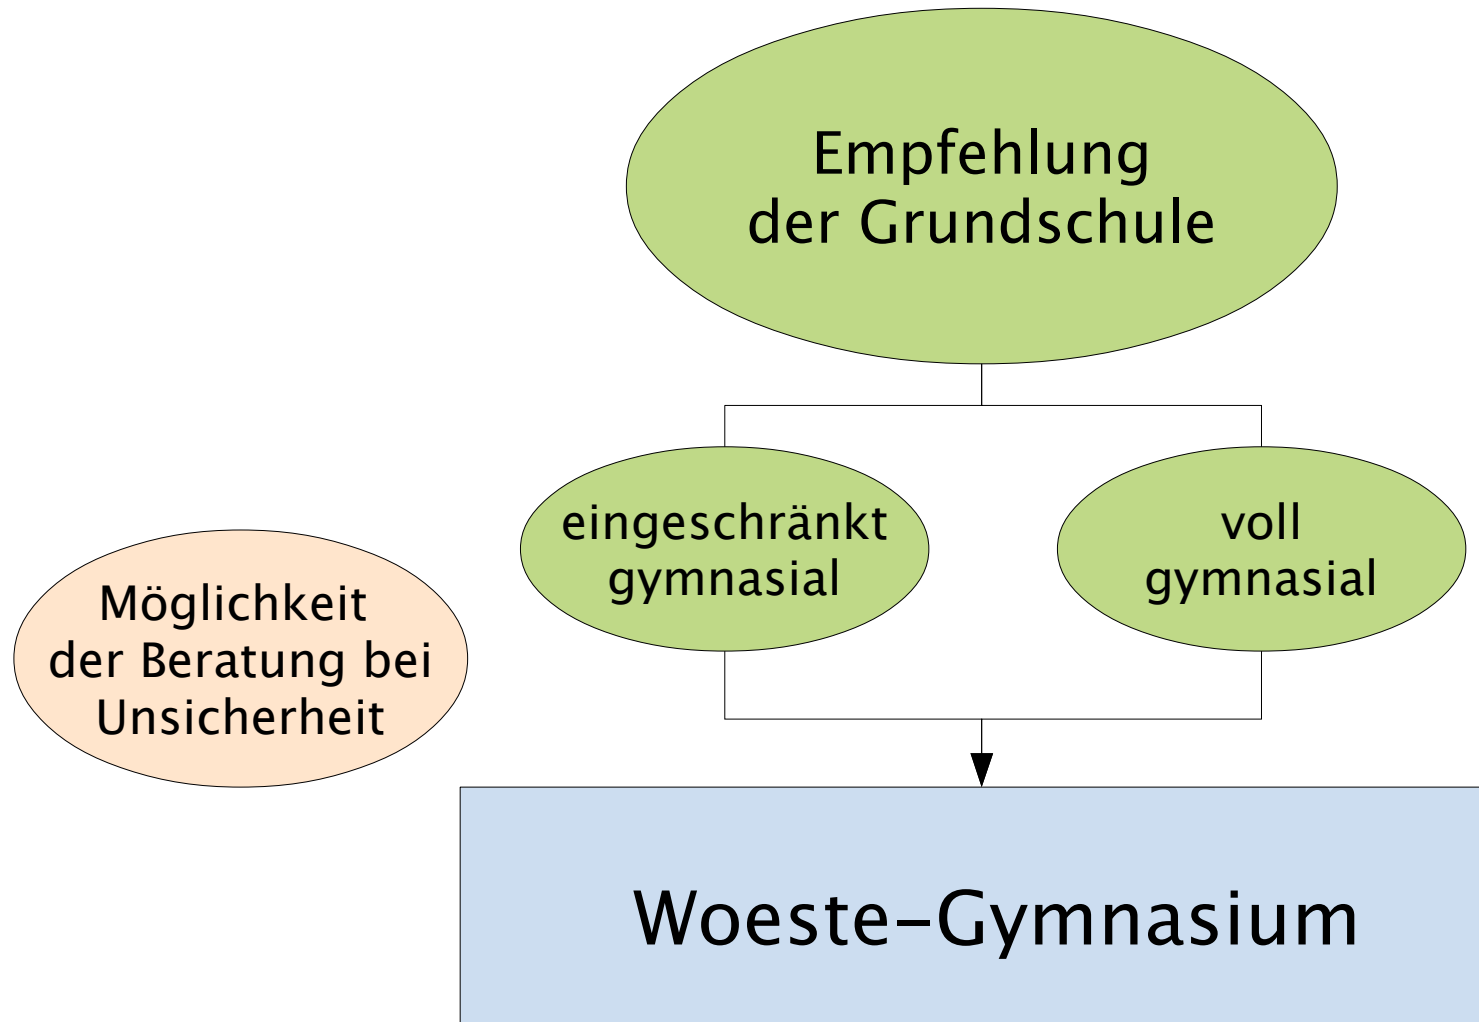 Empfehlung
der Grundschule
eingeschränkt
gymnasial
voll
gymnasial
Möglichkeit
der Beratung bei
Unsicherheit
Woeste-Gymnasium